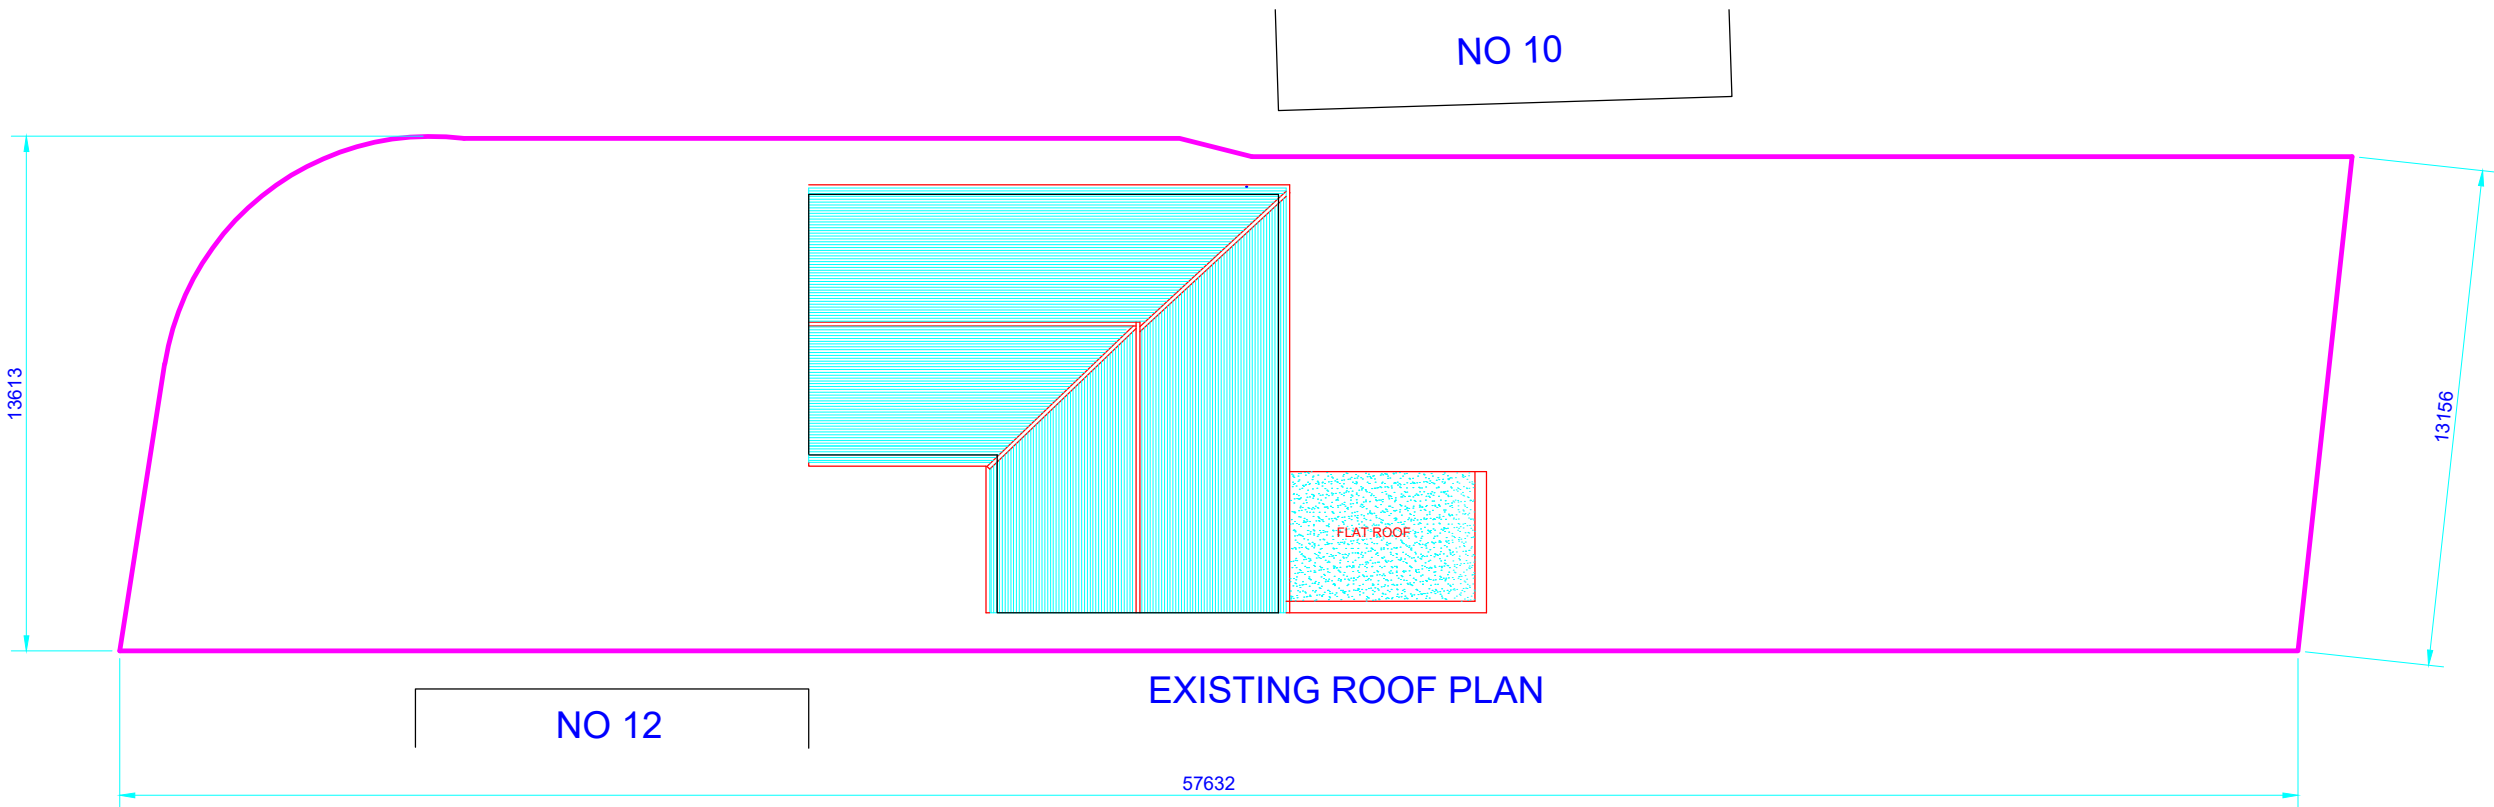 NO 10
13613
13156
FLAT ROOF
EXISTING ROOF PLAN
NO 12
57632